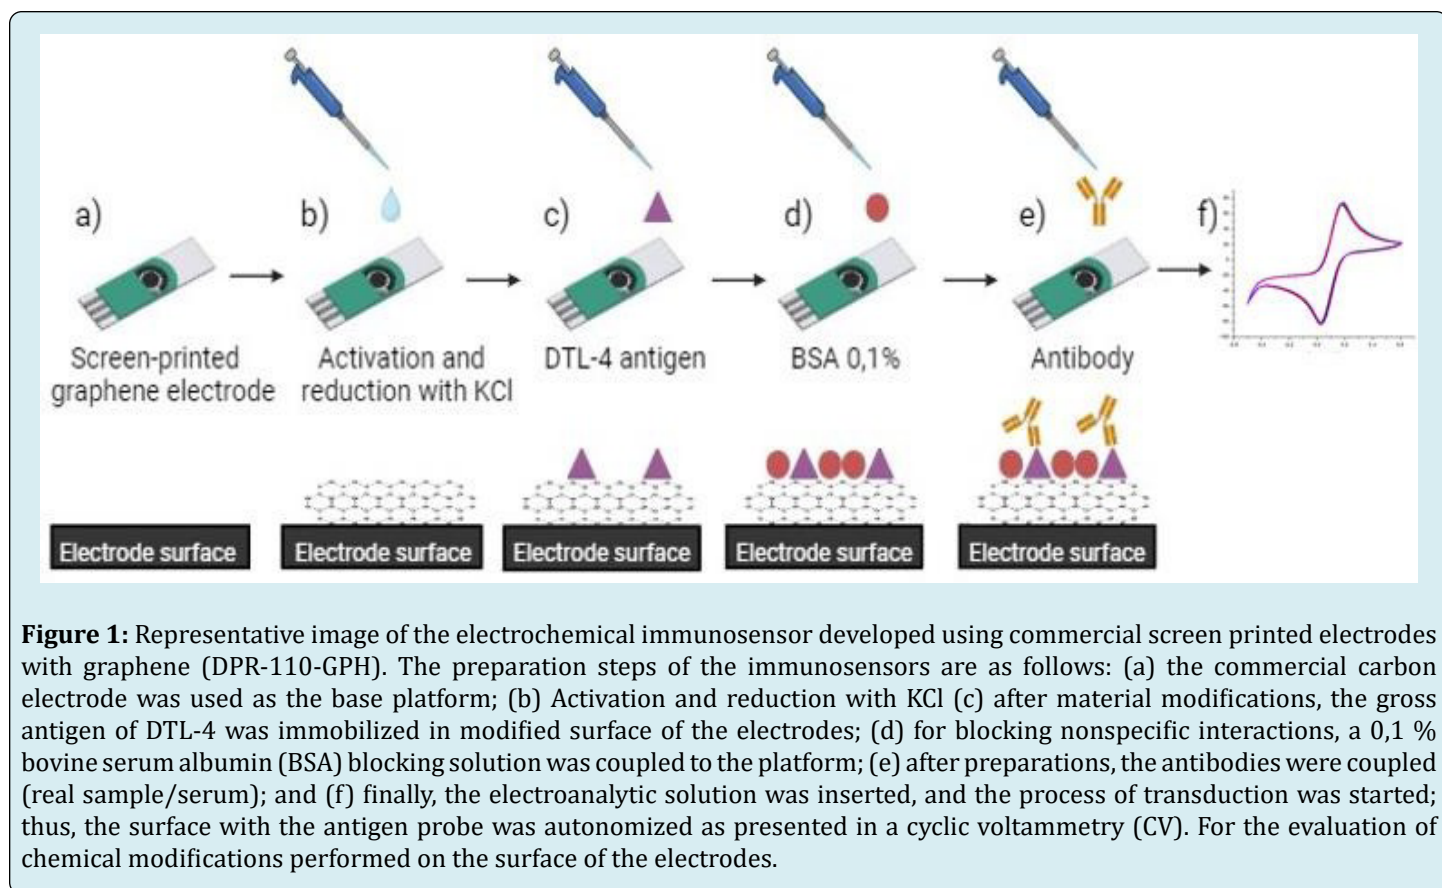 a)
b)
c)
d)
e)
f)
Screen-printed
graphene electrode
Activation and
reduction with KCl
DTL-4 antigen
BSA 0,1%
Antibody
Electrode surface
Electrode surface
Electrode surface
Electrode surface
Electrode surface
Figure 1: Representative image of the electrochemical immunosensor developed using commercial screen printed electrodes
with graphene (DPR-110-GPH). The preparation steps of the immunosensors are as follows: (a) the commercial carbon
electrode was used as the base platform; (b) Activation and reduction with KCl (c) after material modifications, the gross
antigen of DTL-4 was immobilized in modified surface of the electrodes; (d) for blocking nonspecific interactions, a 0,1 %
bovine serum albumin (BSA) blocking solution was coupled to the platform; (e) after preparations, the antibodies were coupled
(real sample/serum); and (f) finally, the electroanalytic solution was inserted, and the process of transduction was started;
thus, the surface with the antigen probe was autonomized as presented in a cyclic voltammetry (CV). For the evaluation of
chemical modifications performed on the surface of the electrodes.